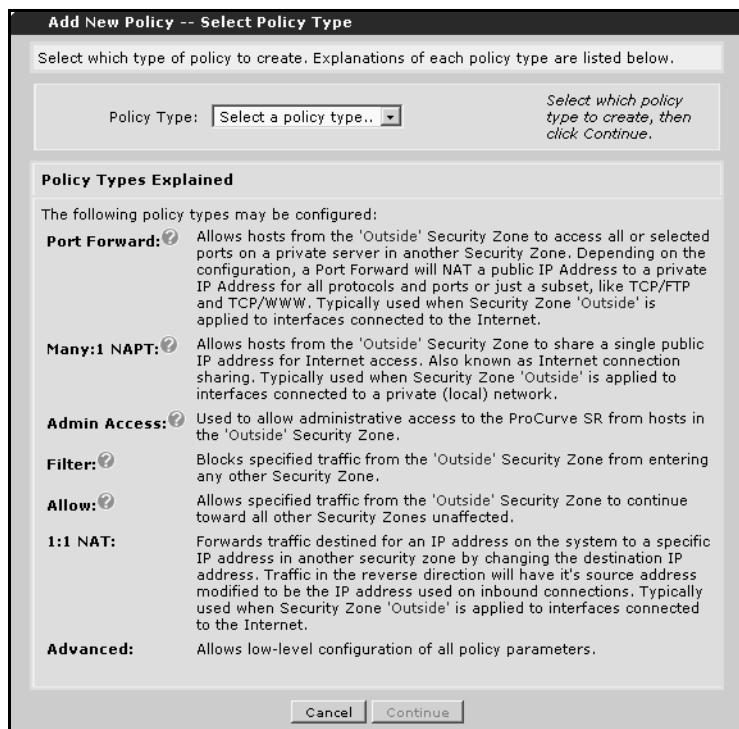 Add New Policy -- Select Policy Type
Select which type of policy to create. Explanations of each policy type are listed below.
Policy Type:
Select a policy type..
Select which policy
type to create, then
click Continue.
Policy Types Explained
The following policy types may be configured:
Port Forward:? Allows hosts from the 'Outside' Security Zone to access all or selected
ports on a private server in another Security Zone. Depending on the
configuration, a Port Forward will NAT a public IP Address to a private
IP Address for all protocols and ports or just a subset, like TCP/FTP
and TCP/WWW. Typically used when Security Zone 'Outside' is
applied to interfaces connected to the Internet.
Many:1 NAPT:? Allows hosts from the 'Outside' Security Zone to share a single public
IP address for Internet access. Also known as Internet connection
sharing. Typically used when Security Zone 'Outside' is applied to
interfaces connected to a private (local) network.
Admin Access:? Used to allow administrative access to the ProCurve SR from hosts in
the 'Outside' Security Zone.
Filter:? Blocks specified traffic from the 'Outside' Security Zone from entering
any other Security Zone.
Allow:? Allows specified traffic from the 'Outside' Security Zone to continue
toward all other Security Zones unaffected.
1:1 NAT: Forwards traffic destined for an IP address on the system to a specific
IP address in another security zone by changing the destination IP
address. Traffic in the reverse direction will have it's source address
modified to be the IP address used on inbound connections. Typically
used when Security Zone 'Outside' is applied to interfaces connected
to the Internet.
Advanced: Allows low-level configuration of all policy parameters.
Cancel Continue